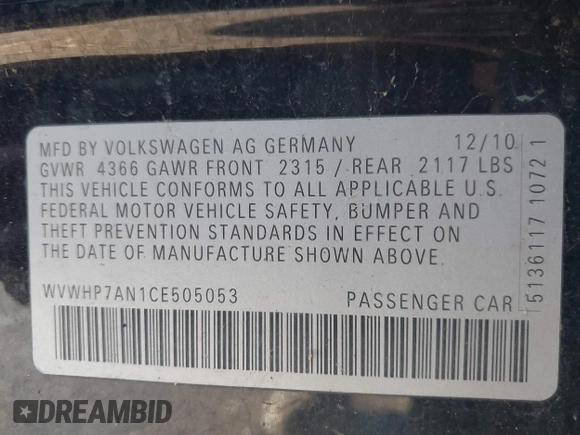 MFD BY VOLKSWAGEN AG GERMANY 12/10
GVWR 4366 GAWR FRONT 2315 / REAR 2117 LBS
THIS VEHICLE CONFORMS TO ALL APPLICABLE U.S.
FEDERAL MOTOR VEHICLE SAFETY, BUMPER AND
THEFT PREVENTION STANDARDS IN EFFECT ON
THE DATE OF MANUFACTURE SHOWN ABOVE.
WVWHP7AN1CE505053 PASSENGER CAR
5136117 1072 1
DREAMBID